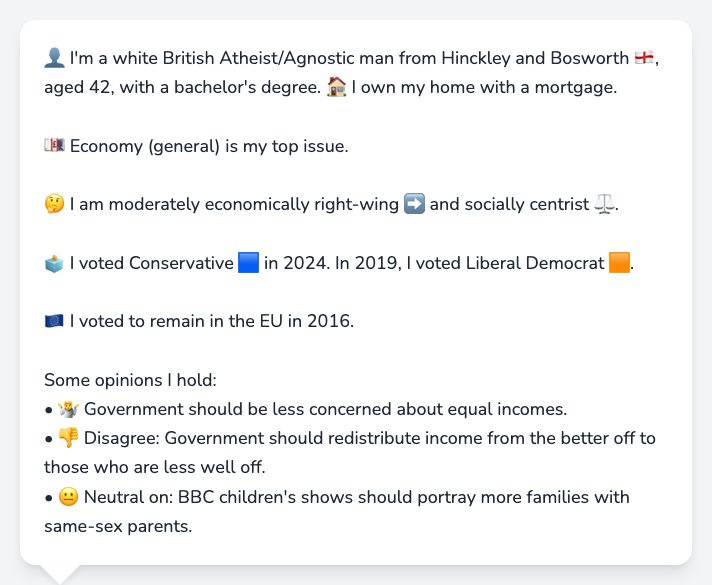 👤 I'm a white British Atheist/Agnostic man from Hinckley and Bosworth 🏴󠁧󠁢󠁥󠁮󠁧󠁿,
aged 42, with a bachelor's degree. 🏠 I own my home with a mortgage.
💷 Economy (general) is my top issue.
🤔 I am moderately economically right-wing ➡️ and socially centrist ⚖️.
🗳️ I voted Conservative 🟦 in 2024. In 2019, I voted Liberal Democrat 🟧.
🇪🇺 I voted to remain in the EU in 2016.
Some opinions I hold:
• 🤷 Government should be less concerned about equal incomes.
• 👎 Disagree: Government should redistribute income from the better off to
those who are less well off.
• 😐 Neutral on: BBC children's shows should portray more families with
same-sex parents.